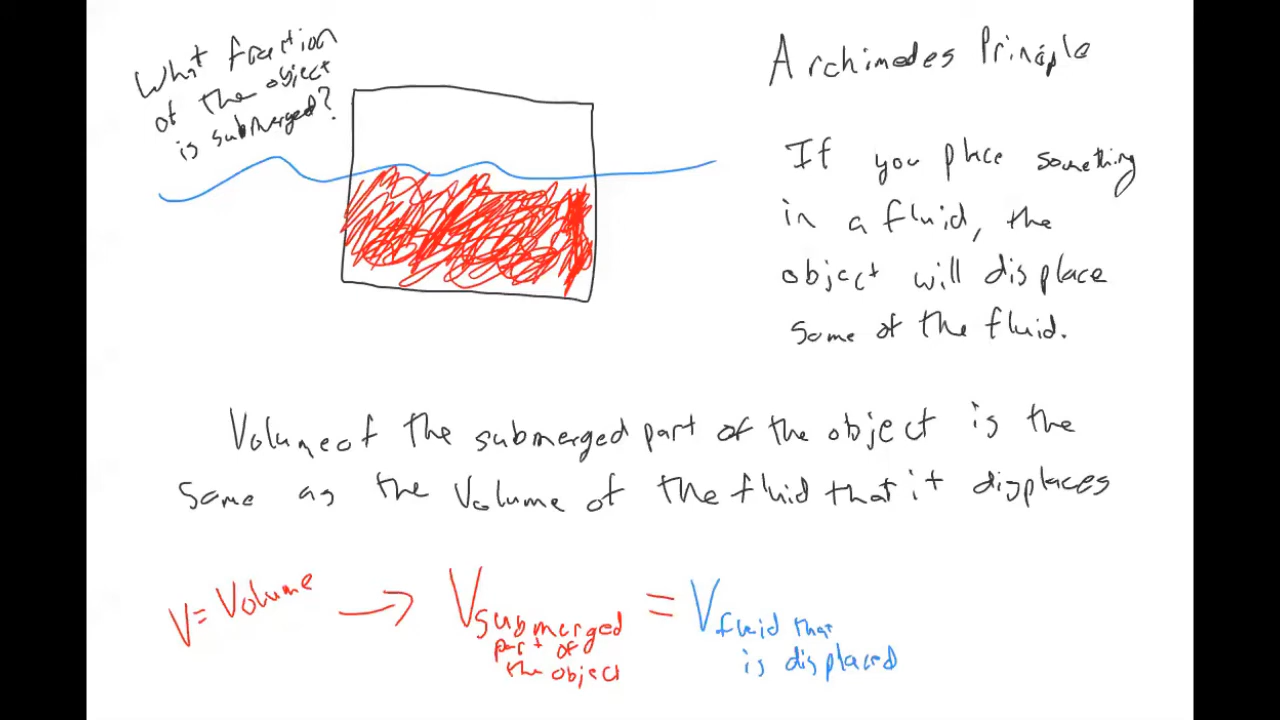 What fraction
of the object
is submerged?
Archimedes Principle
If you place something
in a fluid, the
object will displace
some of the fluid.
Volume of the submerged part of the object is the
same as the volume of the fluid that it displaces
V = Volume → V submerged = V fluid that
part of is displaced
the object